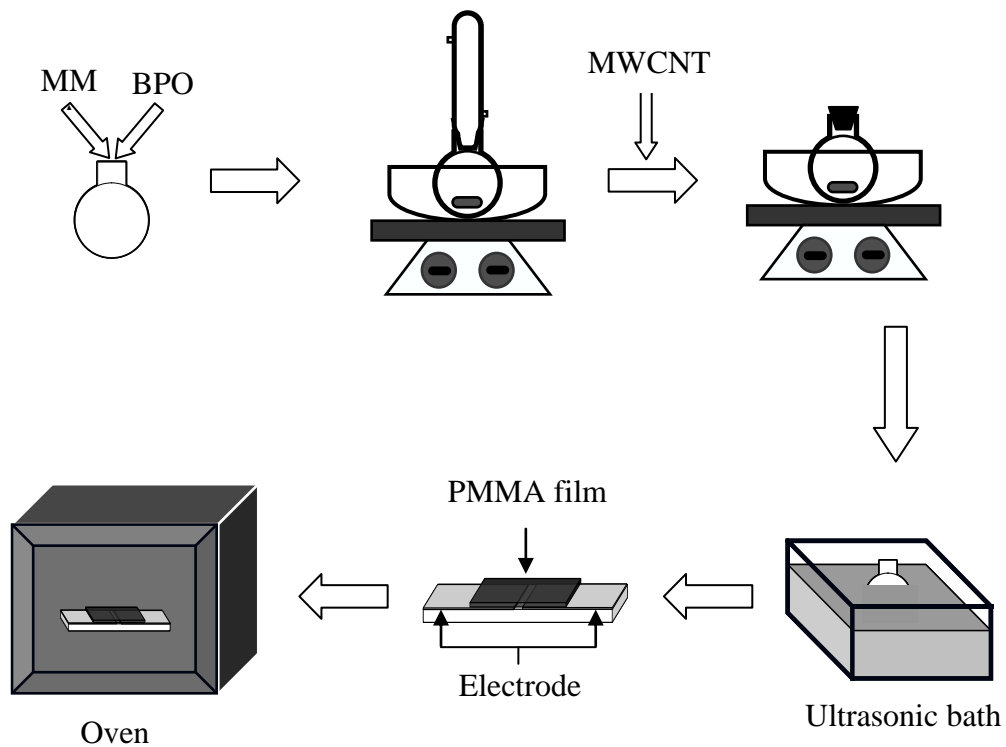 MM
BPO
MWCNT
PMMA film
Electrode
Oven
Ultrasonic bath